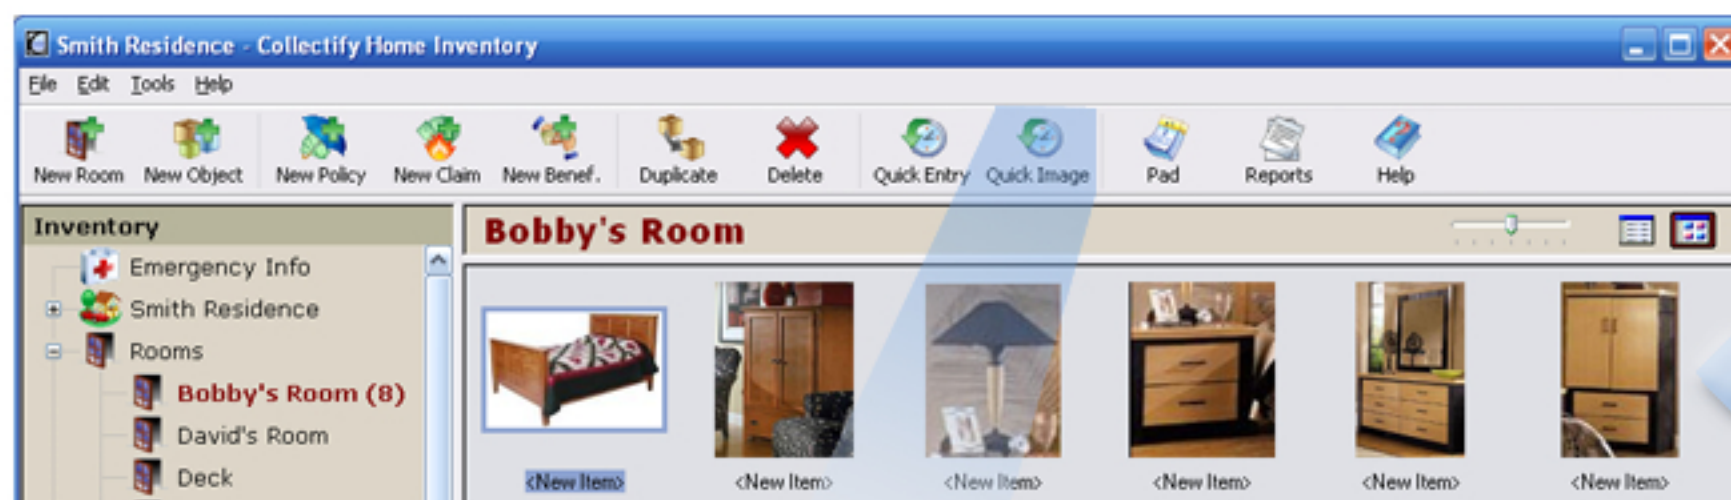 Smith Residence - Collectify Home Inventory
File Edit Tools Help
New Room New Object New Policy New Claim New Benef. Duplicate Delete Quick Entry Quick Image Pad Reports Help
Inventory
Bobby's Room
Emergency Info
Smith Residence
Rooms
Bobby's Room (8)
David's Room
Deck
<New Item> <New Item> <New Item> <New Item> <New Item> <New Item>